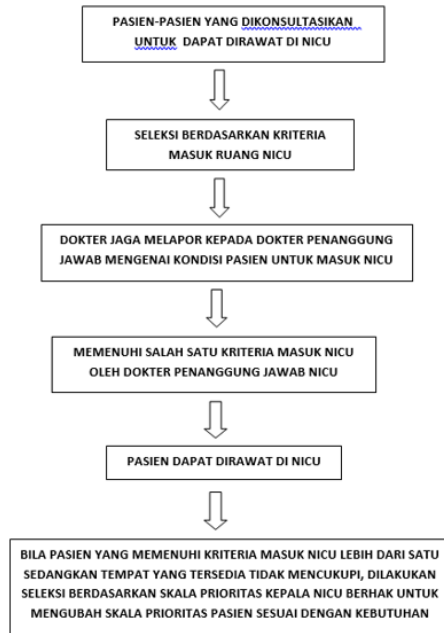 PASIEN-PASIEN YANG DIKONSULTASIKAN
UNTUK DAPAT DIRAWAT DI NICU
SELEKSI BERDASARKAN KRITERIA
MASUK RUANG NICU
DOKTER JAGA MELAPOR KEPADA DOKTER PENANGGUNG
JAWAB MENGENAI KONDISI PASIEN UNTUK MASUK NICU
MEMENUHI SALAH SATU KRITERIA MASUK NICU
OLEH DOKTER PENANGGUNG JAWAB NICU
PASIEN DAPAT DIRAWAT DI NICU
BILA PASIEN YANG MEMENUHI KRITERIA MASUK NICU LEBIH DARI SATU
SEDANGKAN TEMPAT YANG TERSEDIA TIDAK MENCUKUPI, DILAKUKAN
SELEKSI BERDASARKAN SKALA PRIORITAS KEPALA NICU BERHAK UNTUK
MENGUBAH SKALA PRIORITAS PASIEN SESUAI DENGAN KEBUTUHAN